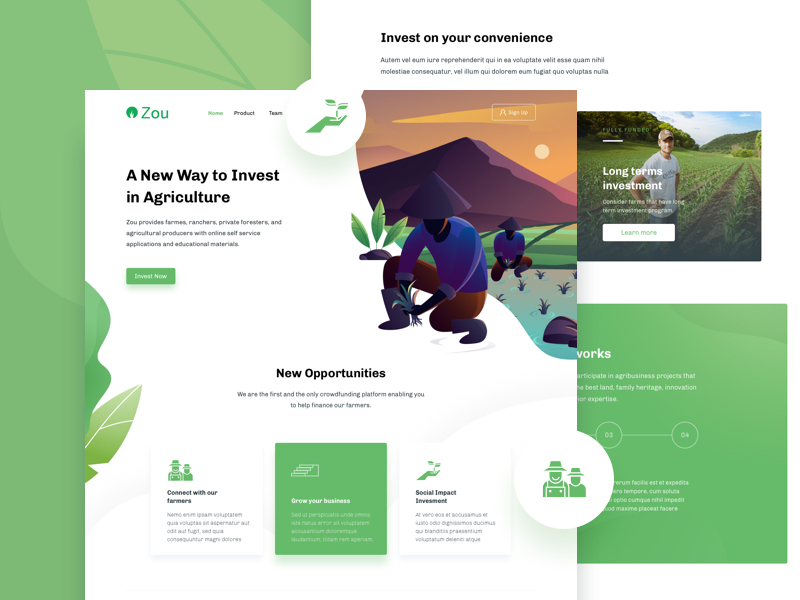 Invest on your convenience
Autem vel eum iure reprehenderit qui in ea voluptate velit esse quam nihil
molestiae consequatur, vel illum qui dolorem eum fugiat quo voluptas nulla
Zou
Home Product Team
Sign Up
A New Way to Invest
in Agriculture
Zou provides farmes, ranchers, private foresters, and
agricultural producers with online self service
applications and educational materials.
Invest Now
FULLY FUNDED
Long terms
investment
Consider farms that have long
term investment program.
Learn more
works
articipate in agribusiness projects that
he best land, family heritage, innovation
or expertise.
03 04
rerum facilis est et expedita
ero tempore, cum soluta
optio cumque nihil impedit
quod maxime placeat facere
New Opportunities
We are the first and the only crowdfunding platform enabling you
to help finance our farmers.
Connect with our
farmers
Nemo enim ipsam voluptatem
quia voluptas sit aspernatur aut
odit aut fugit, sed quia
consequuntur magni dolores
Grow your business
Sed ut perspiciatis unde omnis
iste natus error sit voluptatem
accusantium doloremque
laudantium, totam rem aperiam.
Social Impact
Invesment
At vero eos et accusamus et
iusto odio dignissimos ducimus
qui blanditiis praesentium
voluptatum deleniti atque